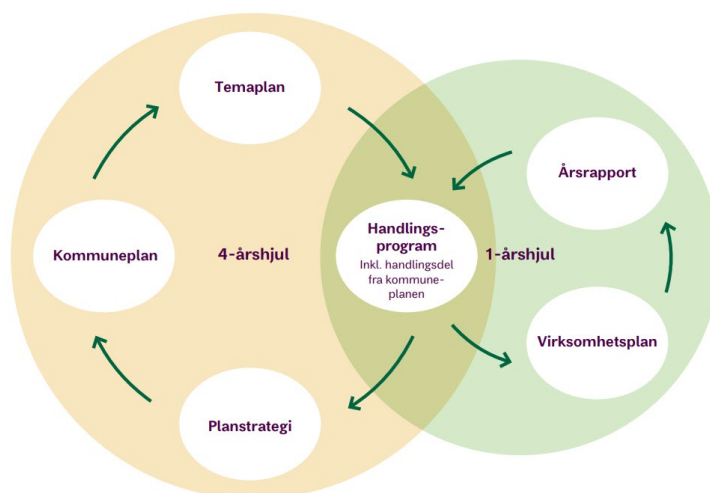 Temaplan
Årsrapport
Handlings-
program
Inkl. handlingsdel
fra kommune-
planen
Kommuneplan
4-årshjul
1-årshjul
Virksomhetsplan
Planstrategi